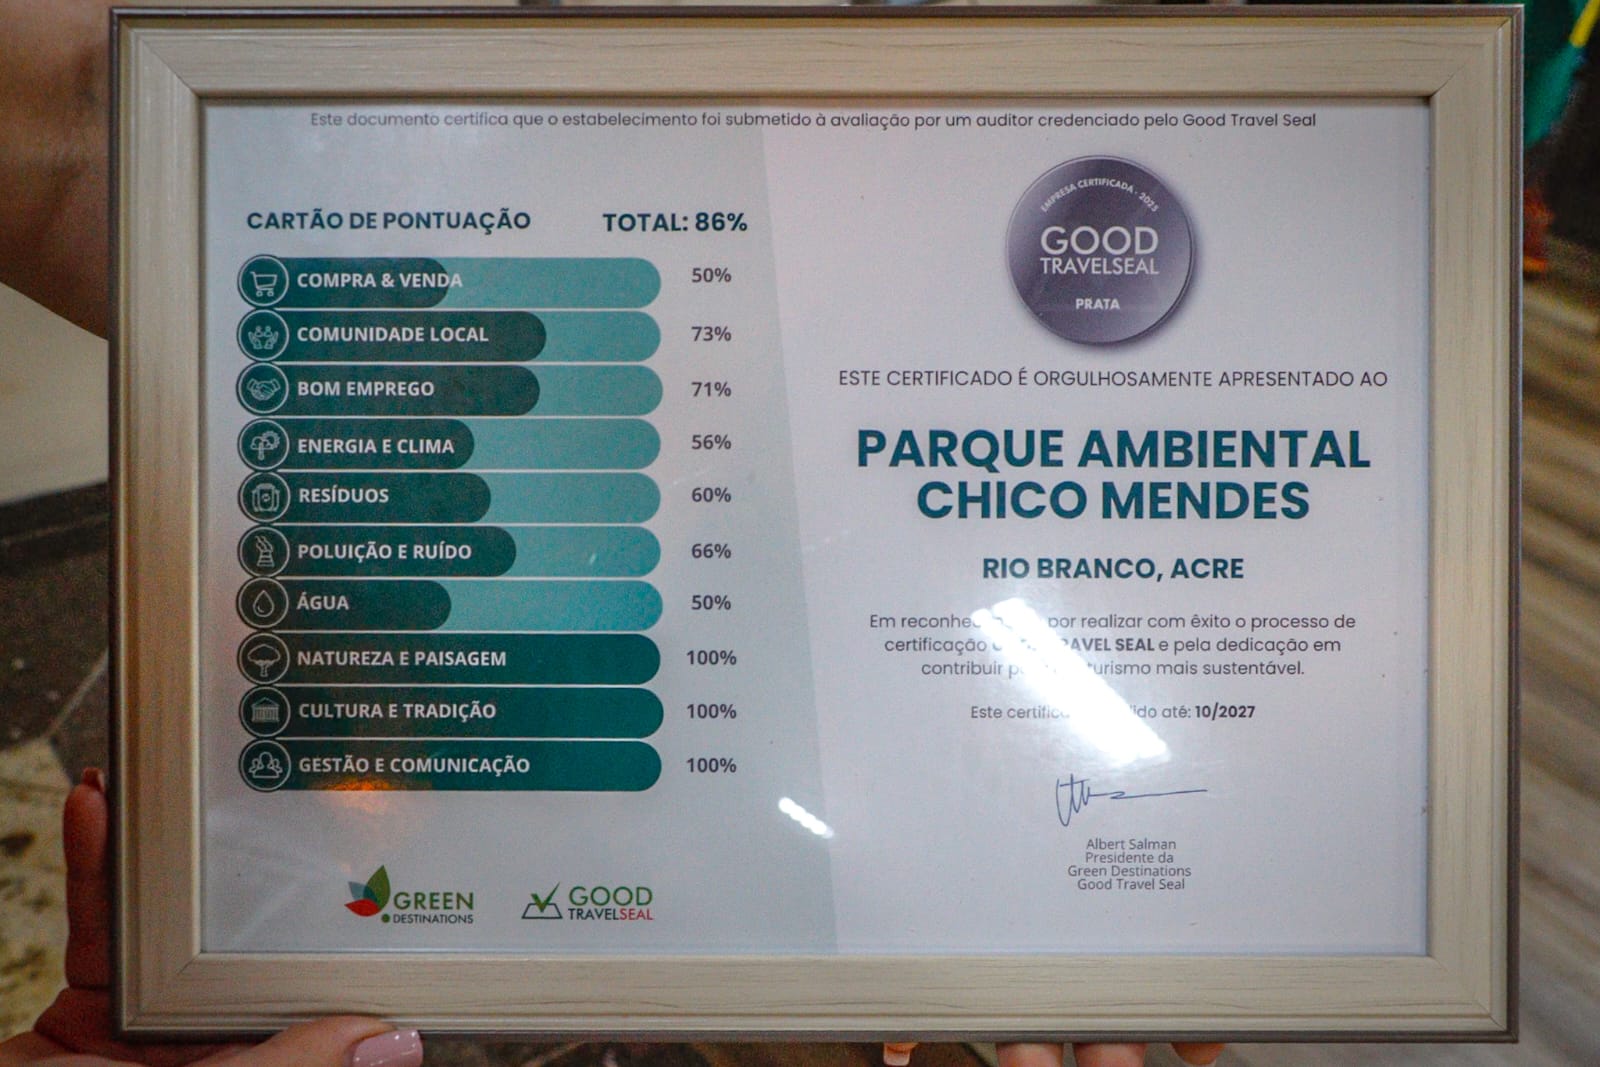 Este documento certifica que o estabelecimento foi submetido à avaliação por um auditor credenciado pelo Good Travel Seal
CARTÃO DE PONTUAÇÃO TOTAL: 86%
COMPRA & VENDA 50%
COMUNIDADE LOCAL 73%
BOM EMPREGO 71%
ENERGIA E CLIMA 56%
RESÍDUOS 60%
POLUIÇÃO E RUÍDO 66%
ÁGUA 50%
NATUREZA E PAISAGEM 100%
CULTURA E TRADIÇÃO 100%
GESTÃO E COMUNICAÇÃO 100%
GREEN
DESTINATIONS
GOOD
TRAVELSEAL
EMPRESA CERTIFICADA - 2025
GOOD
TRAVELSEAL
PRATA
ESTE CERTIFICADO É ORGULHOSAMENTE APRESENTADO AO
PARQUE AMBIENTAL
CHICO MENDES
RIO BRANCO, ACRE
Em por realizar com êxito o processo de
certificação SEAL e pela dedicação em
contribuir mais sustentável.
Este até: 10/2027
Albert Salman
Presidente da
Green Destinations
Good Travel Seal